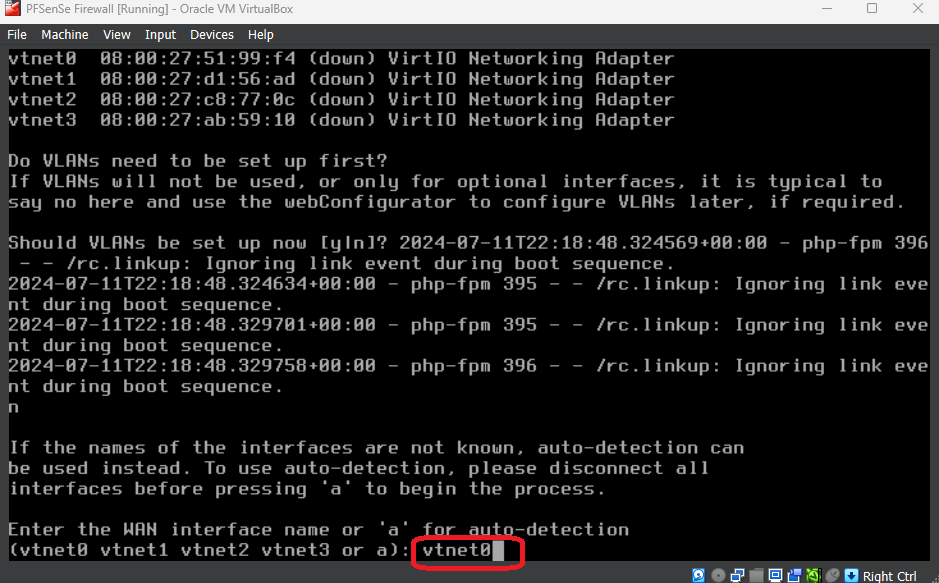 PFSenSe Firewall [Running] - Oracle VM VirtualBox
File Machine View Input Devices Help
vtnet0 08:00:27:51:99:f4 (down) VirtIO Networking Adapter
vtnet1 08:00:27:d1:56:ad (down) VirtIO Networking Adapter
vtnet2 08:00:27:c8:77:0c (down) VirtIO Networking Adapter
vtnet3 08:00:27:ab:59:10 (down) VirtIO Networking Adapter
Do VLANs need to be set up first?
If VLANs will not be used, or only for optional interfaces, it is typical to
say no here and use the webConfigurator to configure VLANs later, if required.
Should VLANs be set up now [y|n]? 2024-07-11T22:18:48.324569+00:00 - php-fpm 396
- - /rc.linkup: Ignoring link event during boot sequence.
2024-07-11T22:18:48.324634+00:00 - php-fpm 395 - - /rc.linkup: Ignoring link eve
nt during boot sequence.
2024-07-11T22:18:48.329701+00:00 - php-fpm 395 - - /rc.linkup: Ignoring link eve
nt during boot sequence.
2024-07-11T22:18:48.329758+00:00 - php-fpm 396 - - /rc.linkup: Ignoring link eve
nt during boot sequence.
n
If the names of the interfaces are not known, auto-detection can
be used instead. To use auto-detection, please disconnect all
interfaces before pressing 'a' to begin the process.
Enter the WAN interface name or 'a' for auto-detection
(vtnet0 vtnet1 vtnet2 vtnet3 or a): vtnet0
Right Ctrl